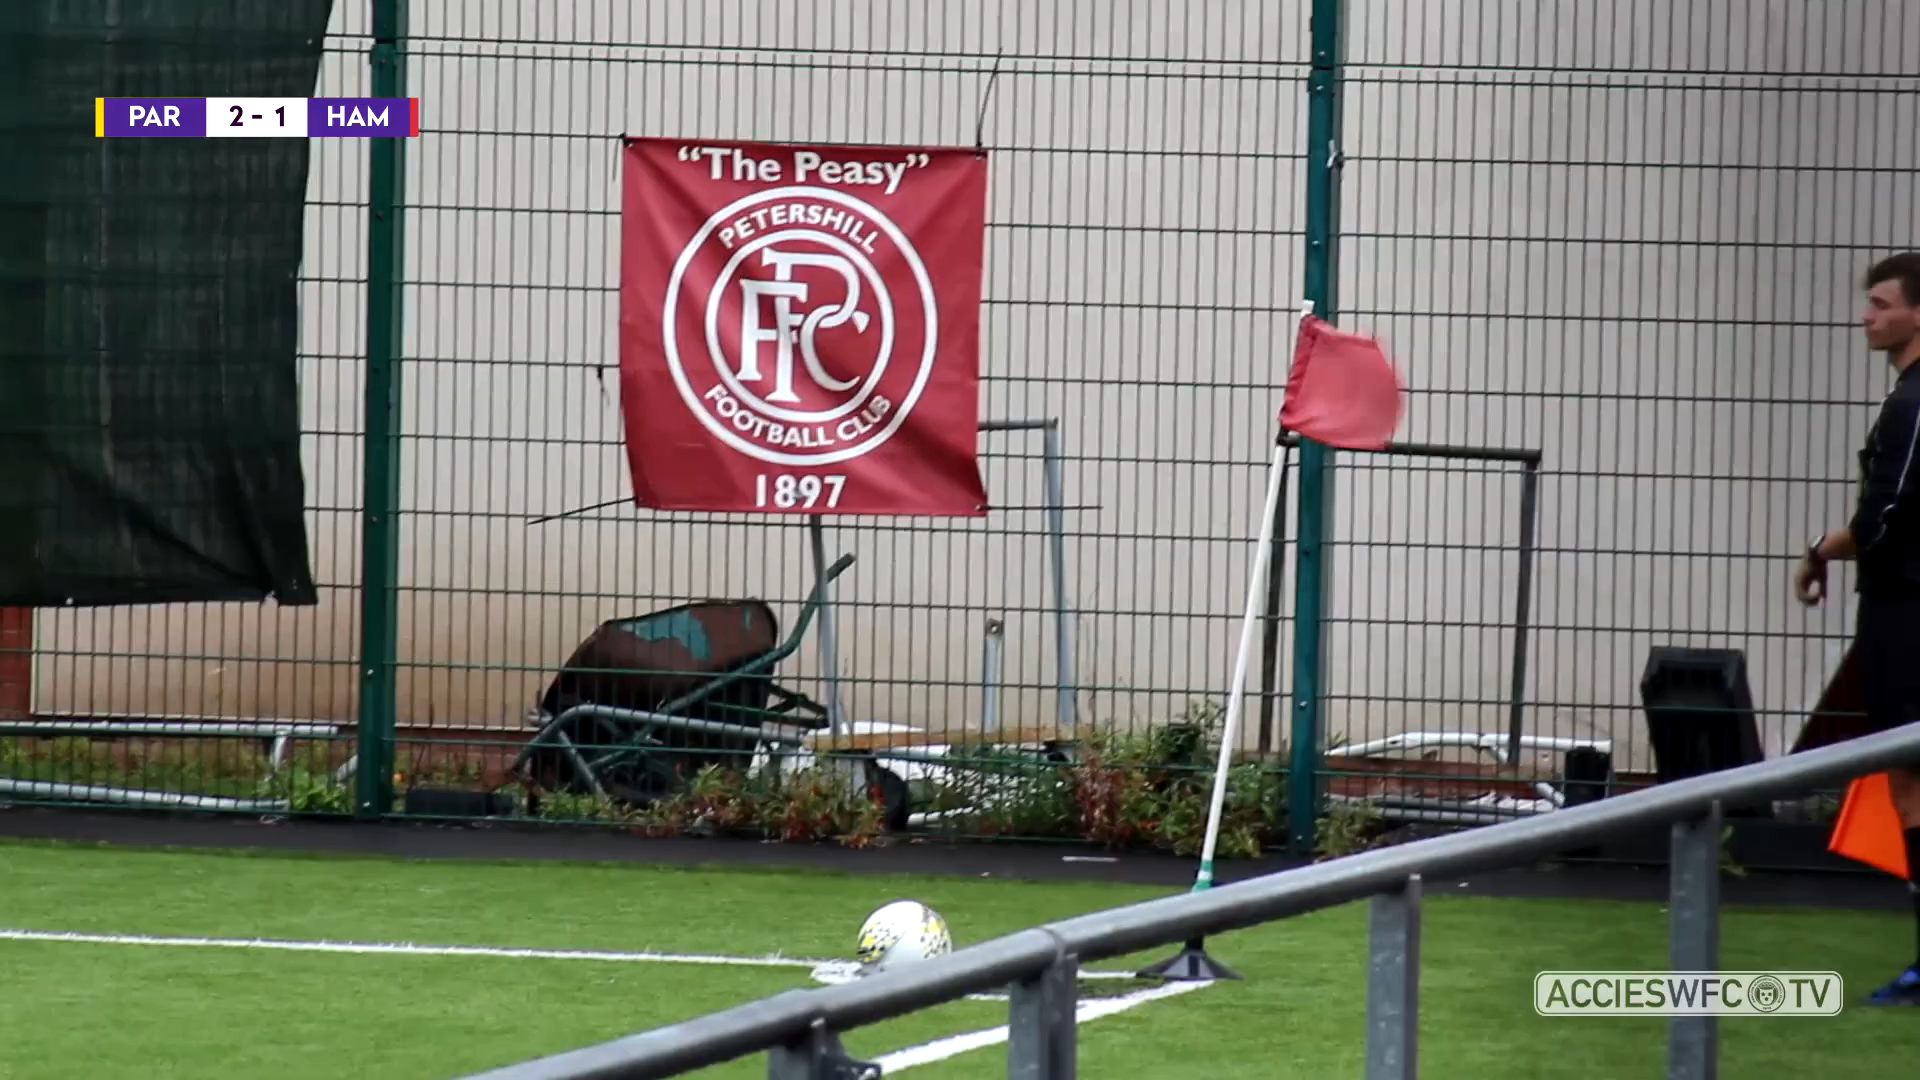 PAR 2 - 1 HAM
“The Peasy”
PETERSHILL
PFC
FOOTBALL CLUB
1897
ACCIESWFC TV